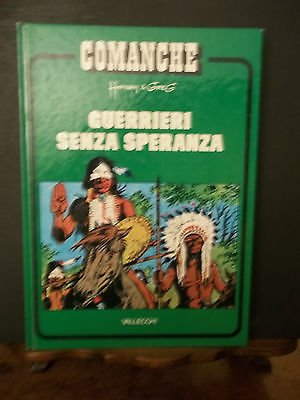 COMANCHE
Hermann & Greg
GUERRIERI
SENZA SPERANZA
VALLECCHI